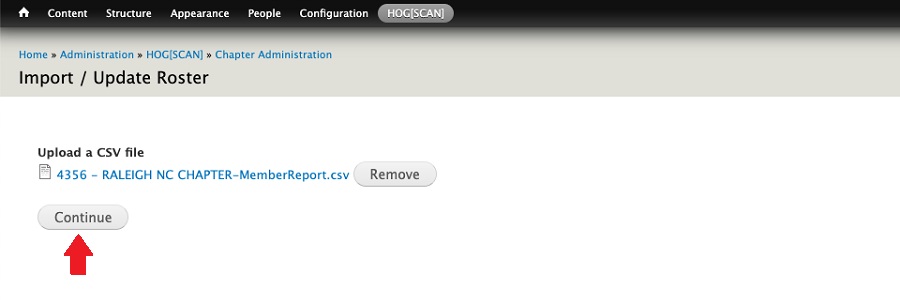 Content Structure Appearance People Configuration HOG[SCAN]
Home » Administration » HOG[SCAN] » Chapter Administration
Import / Update Roster
Upload a CSV file
4356 - RALEIGH NC CHAPTER-MemberReport.csv Remove
Continue